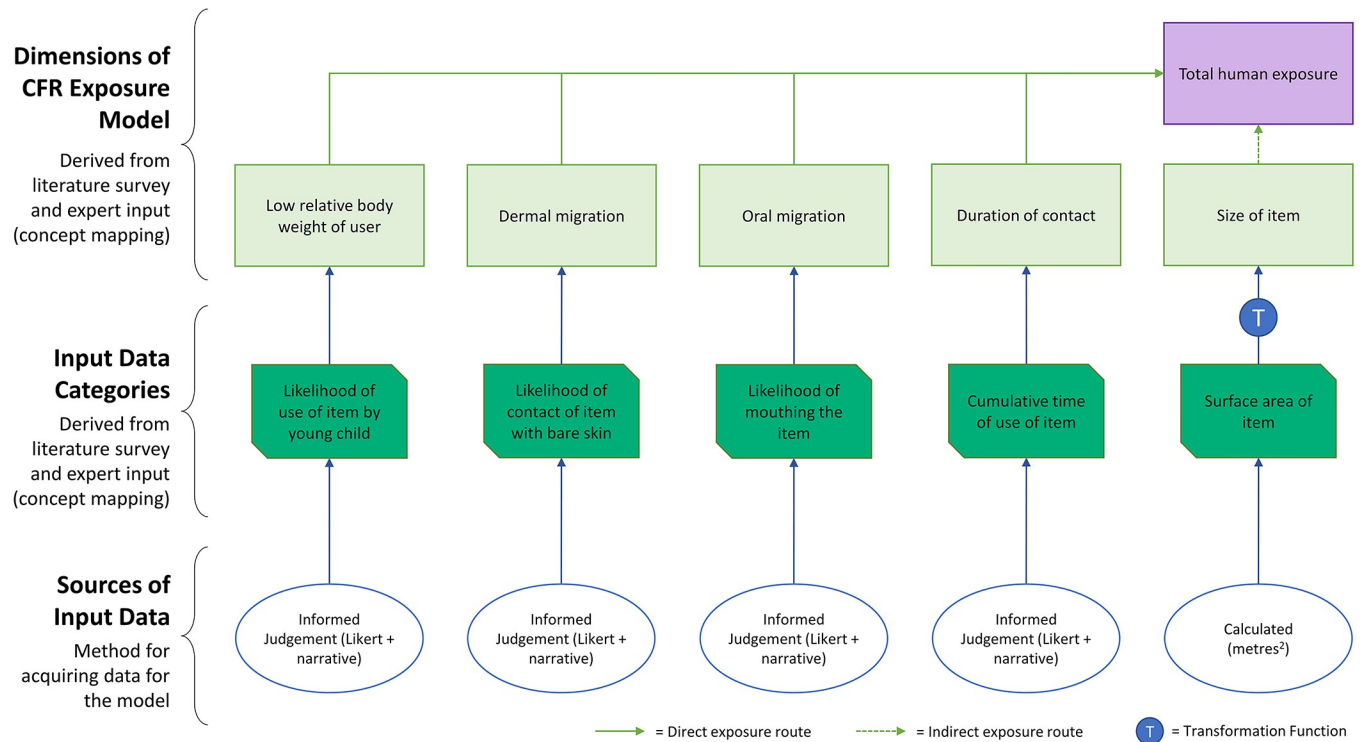 Dimensions of
CFR Exposure
Model
Derived from
literature survey
and expert input
(concept mapping)
Total human exposure
Low relative body
weight of user
Dermal migration
Oral migration
Duration of contact
Size of item
T
Input Data
Categories
Derived from
literature survey
and expert input
(concept mapping)
Likelihood of
use of item by
young child
Likelihood of
contact of item
with bare skin
Likelihood of
mouthing the
item
Cumulative time
of use of item
Surface area of
item
Sources of
Input Data
Method for
acquiring data for
the model
Informed
Judgement (Likert +
narrative)
Informed
Judgement (Likert +
narrative)
Informed
Judgement (Likert +
narrative)
Informed
Judgement (Likert +
narrative)
Calculated
(metres²)
= Direct exposure route
= Indirect exposure route
T = Transformation Function